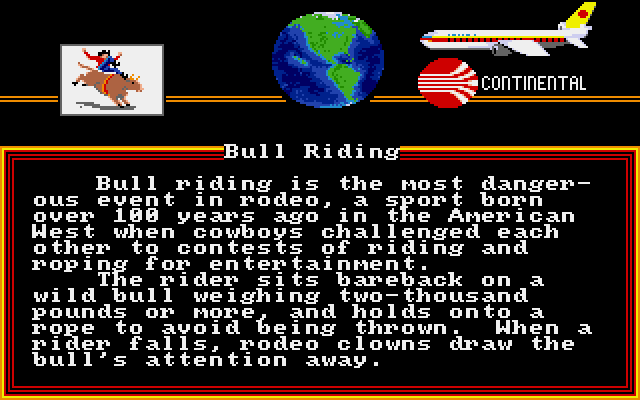 CONTINENTAL
Bull Riding
Bull riding is the most danger-
ous event in rodeo, a sport born
over 100 years ago in the American
West when cowboys challenged each
other to contests of riding and
roping for entertainment.
The rider sits bareback on a
wild bull weighing two-thousand
pounds or more, and holds onto a
rope to avoid being thrown.  When a
rider falls, rodeo clowns draw the
bull's attention away.